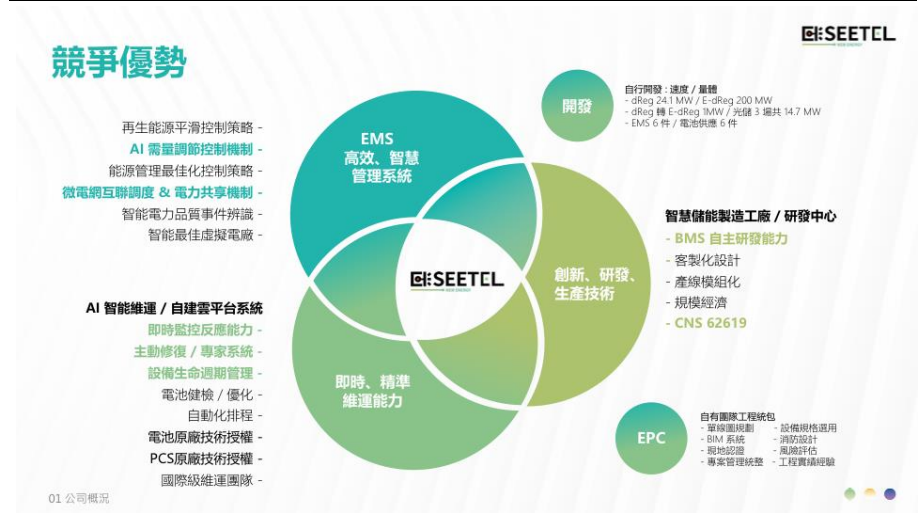 SEETEL
競爭優勢
開發
自行開發 : 速度 / 量體
- dReg 24.1 MW / E-dReg 200 MW
- dReg 轉 E-dReg 1MW / 光儲 3 場共 14.7 MW
- EMS 6 件 / 電池供應 6 件
再生能源平滑控制策略 -
AI 需量調節控制機制 -
能源管理最佳化控制策略 -
微電網互聯調度 & 電力共享機制 -
智能電力品質事件辨識 -
智能最佳虛擬電廠 -
EMS
高效、智慧
管理系統
智慧儲能製造工廠 / 研發中心
- BMS 自主研發能力
- 客製化設計
- 產線模組化
- 規模經濟
- CNS 62619
創新、研發、
生產技術
SEETEL
AI 智能維運 / 自建雲平台系統
即時監控反應能力 -
主動修復 / 專家系統 -
設備生命週期管理 -
電池健檢 / 優化 -
自動化排程 -
電池原廠技術授權 -
PCS原廠技術授權 -
國際級維運團隊 -
即時、精準
維運能力
EPC
自有團隊工程統包
- 單線圖規劃
- 設備規格選用
- BIM 系統
- 消防設計
- 現地認證
- 風險評估
- 專案管理統整
- 工程實績經驗
01 公司概況